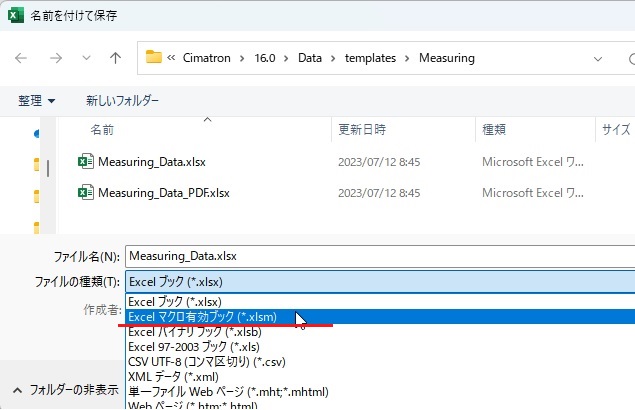 名前を付けて保存
« Cimatron > 16.0 > Data > templates > Measuring
整理 新しいフォルダー
名前 更新日時 種類 サイズ
Measuring_Data.xlsx 2023/07/12 8:45 Microsoft Excel ワ...
Measuring_Data_PDF.xlsx 2023/07/12 8:45 Microsoft Excel ワ...
ファイル名(N): Measuring_Data.xlsx
ファイルの種類(T): Excel ブック (*.xlsx)
作成者:
Excel ブック (*.xlsx)
Excel マクロ有効ブック (*.xlsm)
Excel バイナリ ブック (*.xlsb)
Excel 97-2003 ブック (*.xls)
CSV UTF-8 (コンマ区切り) (*.csv)
XML データ (*.xml)
単一ファイル Web ページ (*.mht;*.mhtml)
Web ページ (*.htm;*.html)
フォルダーの非表示